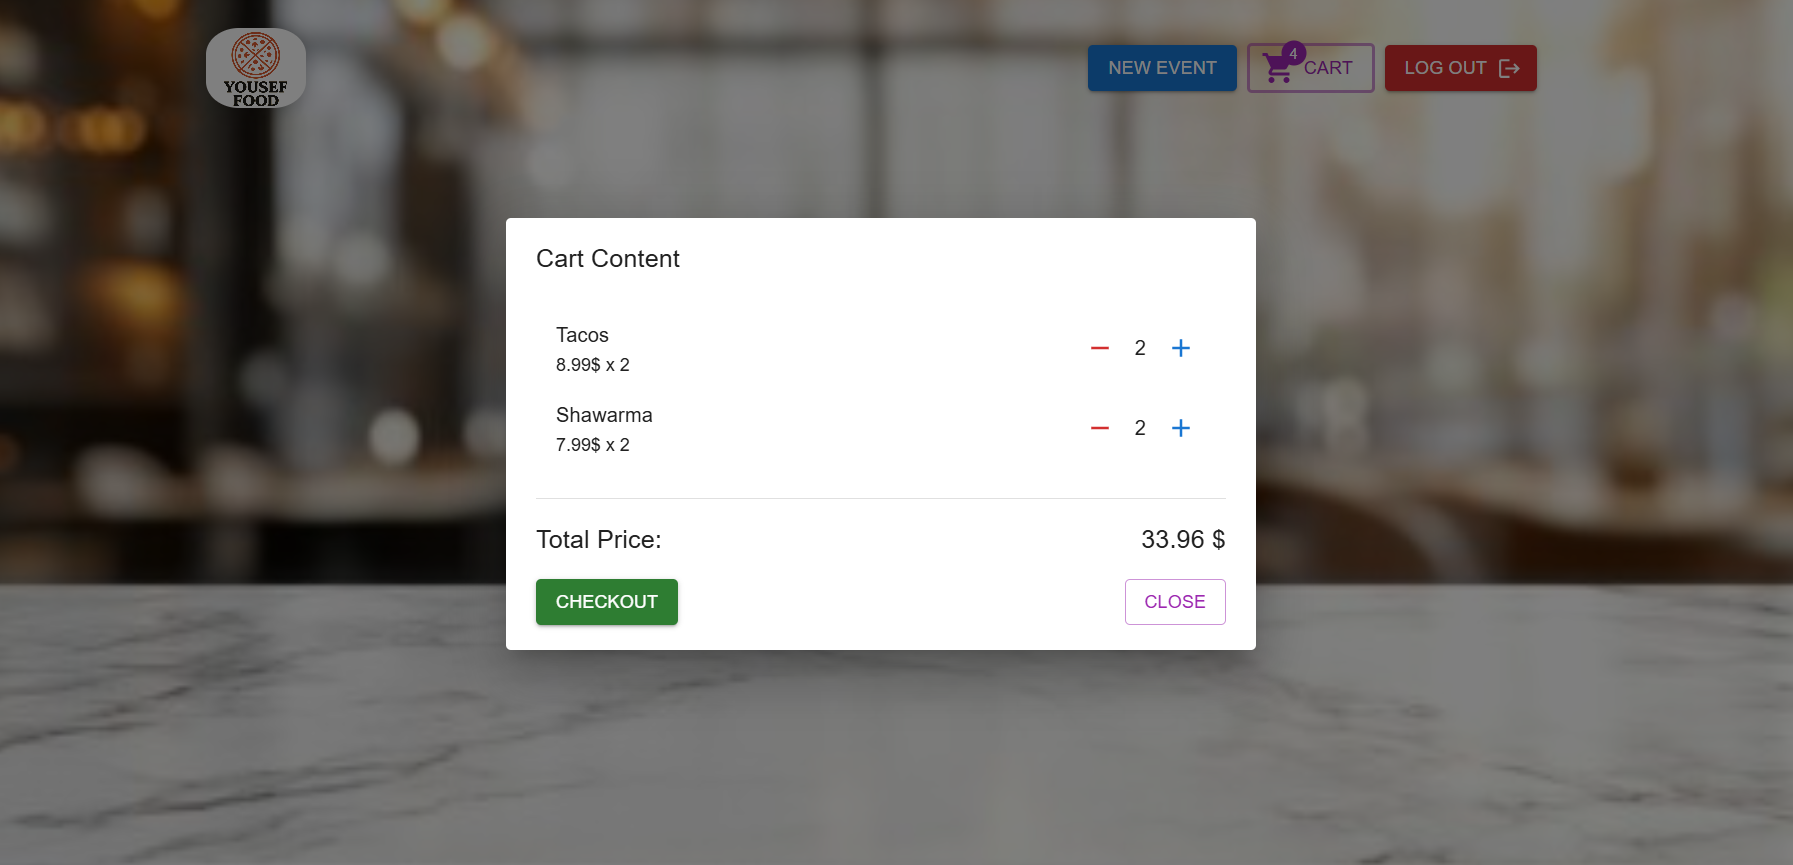 YOUSEF
FOOD
NEW EVENT
4
CART
LOG OUT
Cart Content
Tacos
8.99$ x 2
2
Shawarma
7.99$ x 2
2
Total Price:
33.96 $
CHECKOUT
CLOSE